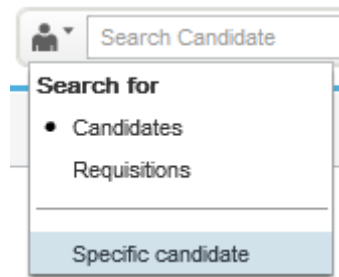 Search Candidate
Search for
Candidates
Requisitions
Specific candidate